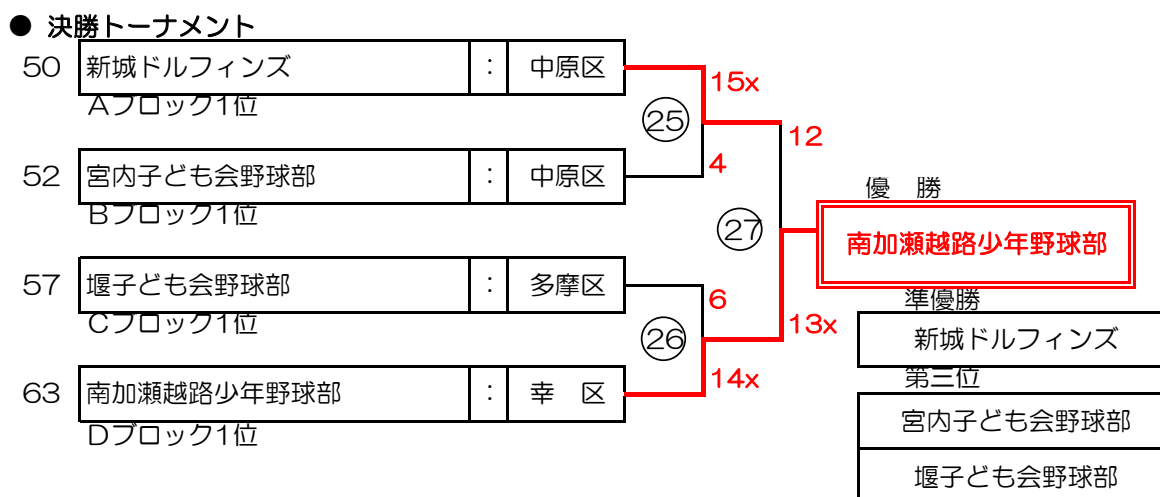 ● 決勝トーナメント
50 新城ドルフィンズ : 中原区
Aブロック1位
15x
㉕
12
52 宮内子ども会野球部 : 中原区
4
Bブロック1位
優 勝
㉗
南加瀬越路少年野球部
57 堰子ども会野球部 : 多摩区
6
Cブロック1位
13x
㉖
準優勝
新城ドルフィンズ
63 南加瀬越路少年野球部 : 幸 区
14x
Dブロック1位
第三位
宮内子ども会野球部
堰子ども会野球部